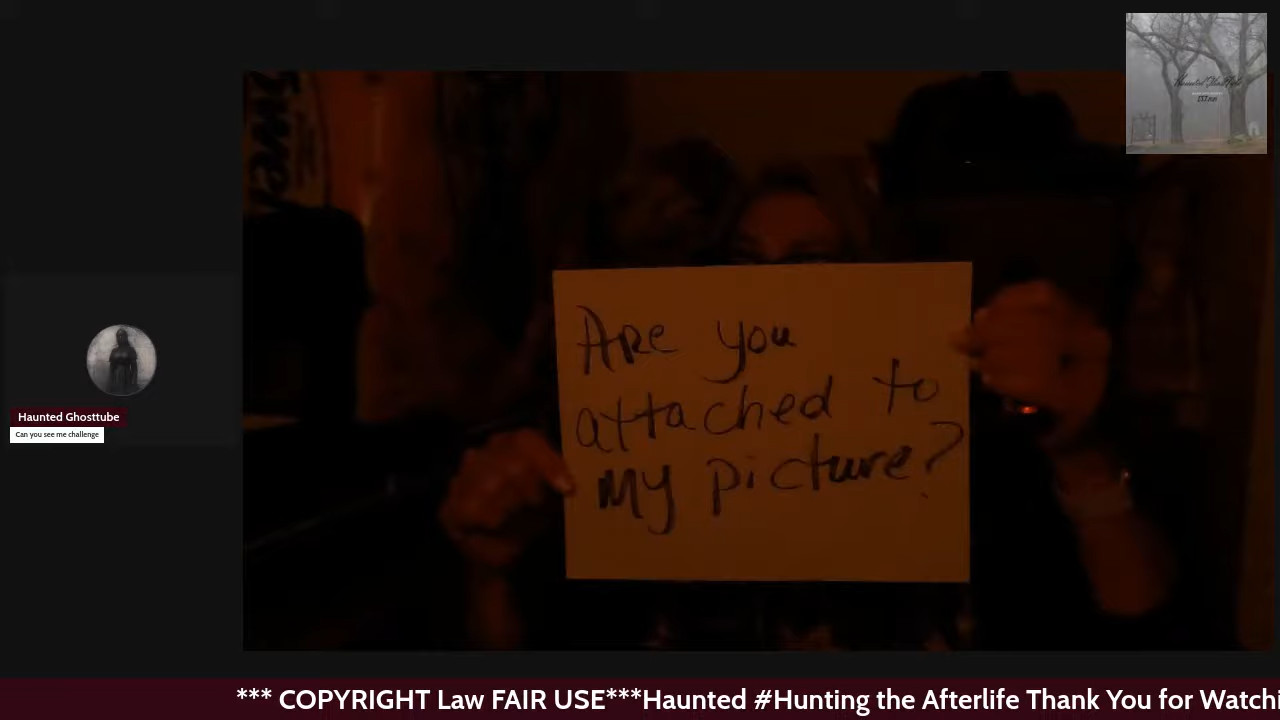 Swe
Are you
attached to
my picture?
Haunted Ghosttube
Can you see me challenge
*** COPYRIGHT Law FAIR USE***Haunted #Hunting the Afterlife Thank You for Watchi